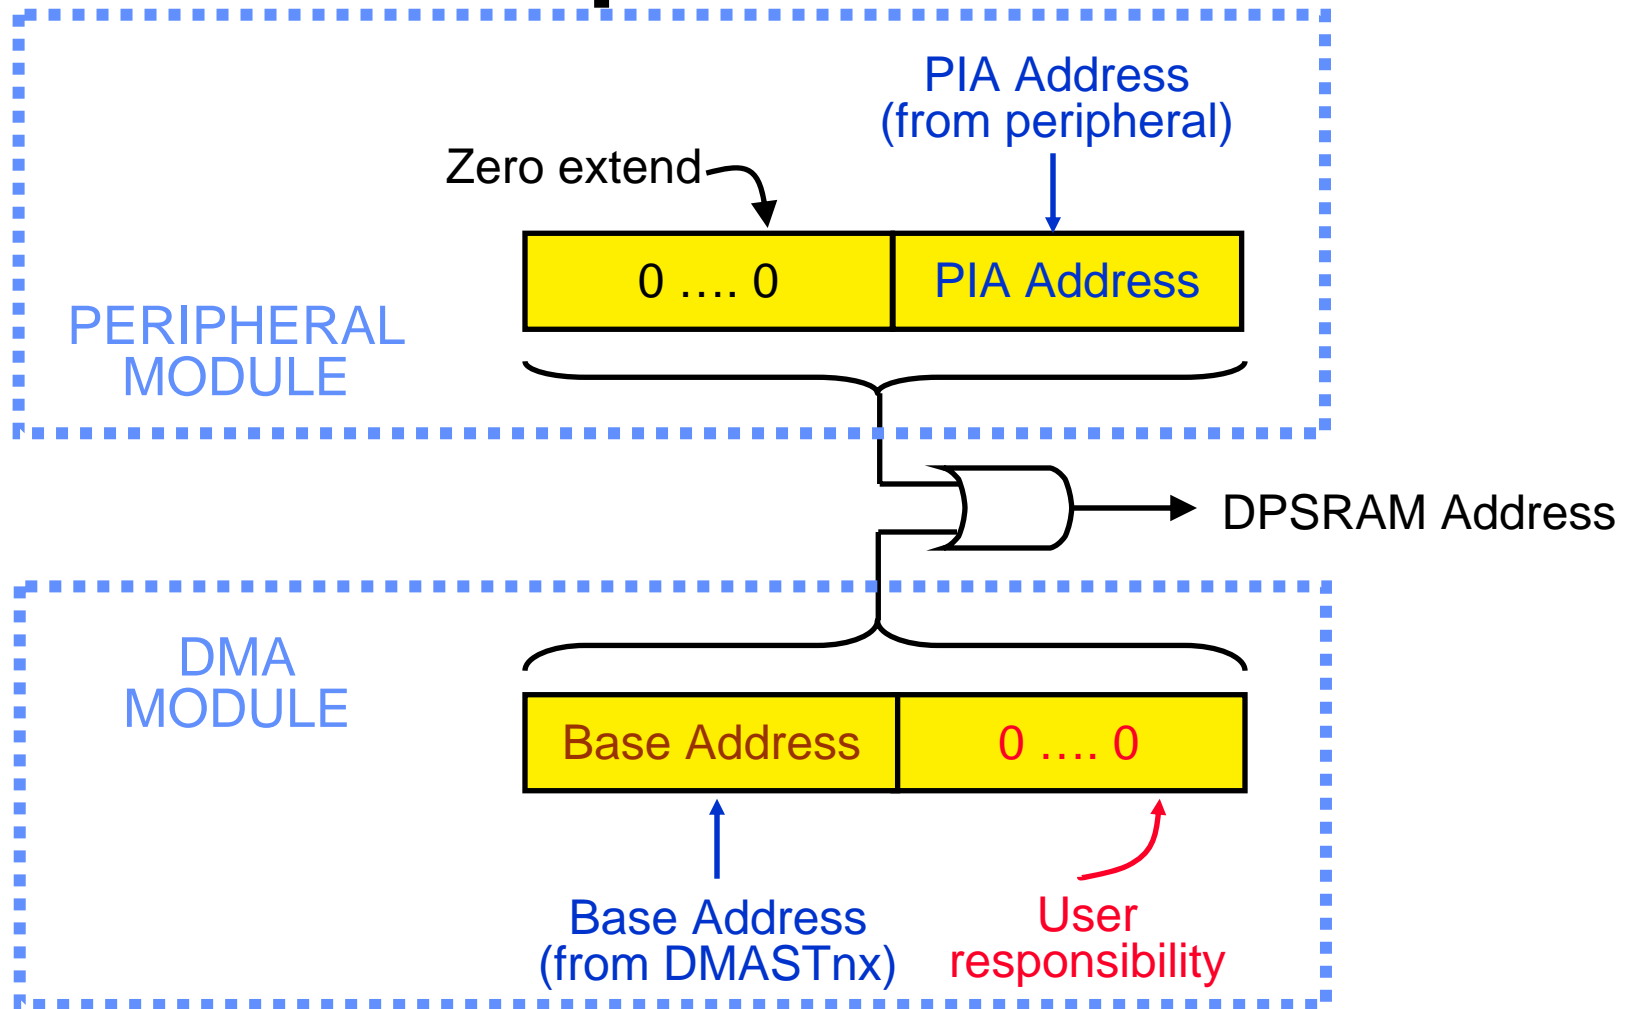 PIA Address
(from peripheral)
Zero extend
0 .... 0
PIA Address
PERIPHERAL
MODULE
DPSRAM Address
DMA
MODULE
Base Address
0 .... 0
Base Address
(from DMASTnx)
User
responsibility